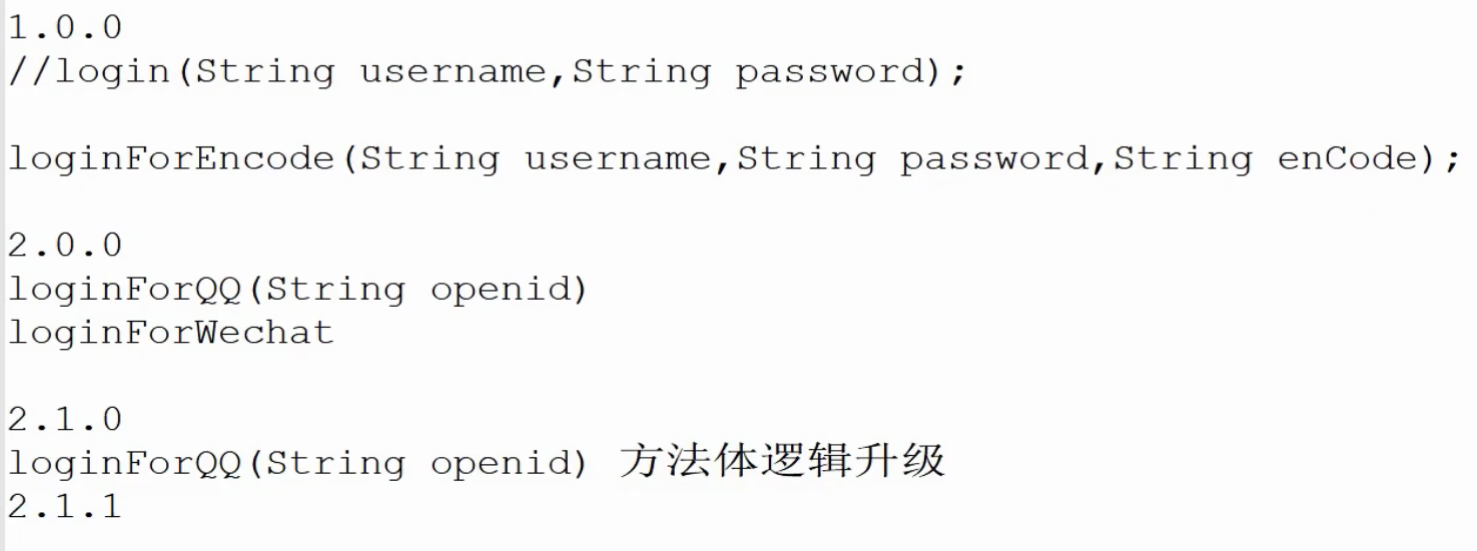 1.0.0
//login(String username,String password);
loginForEncode(String username,String password,String enCode);
2.0.0
loginForQQ(String openid)
loginForWechat
2.1.0
loginForQQ(String openid) 方法体逻辑升级
2.1.1